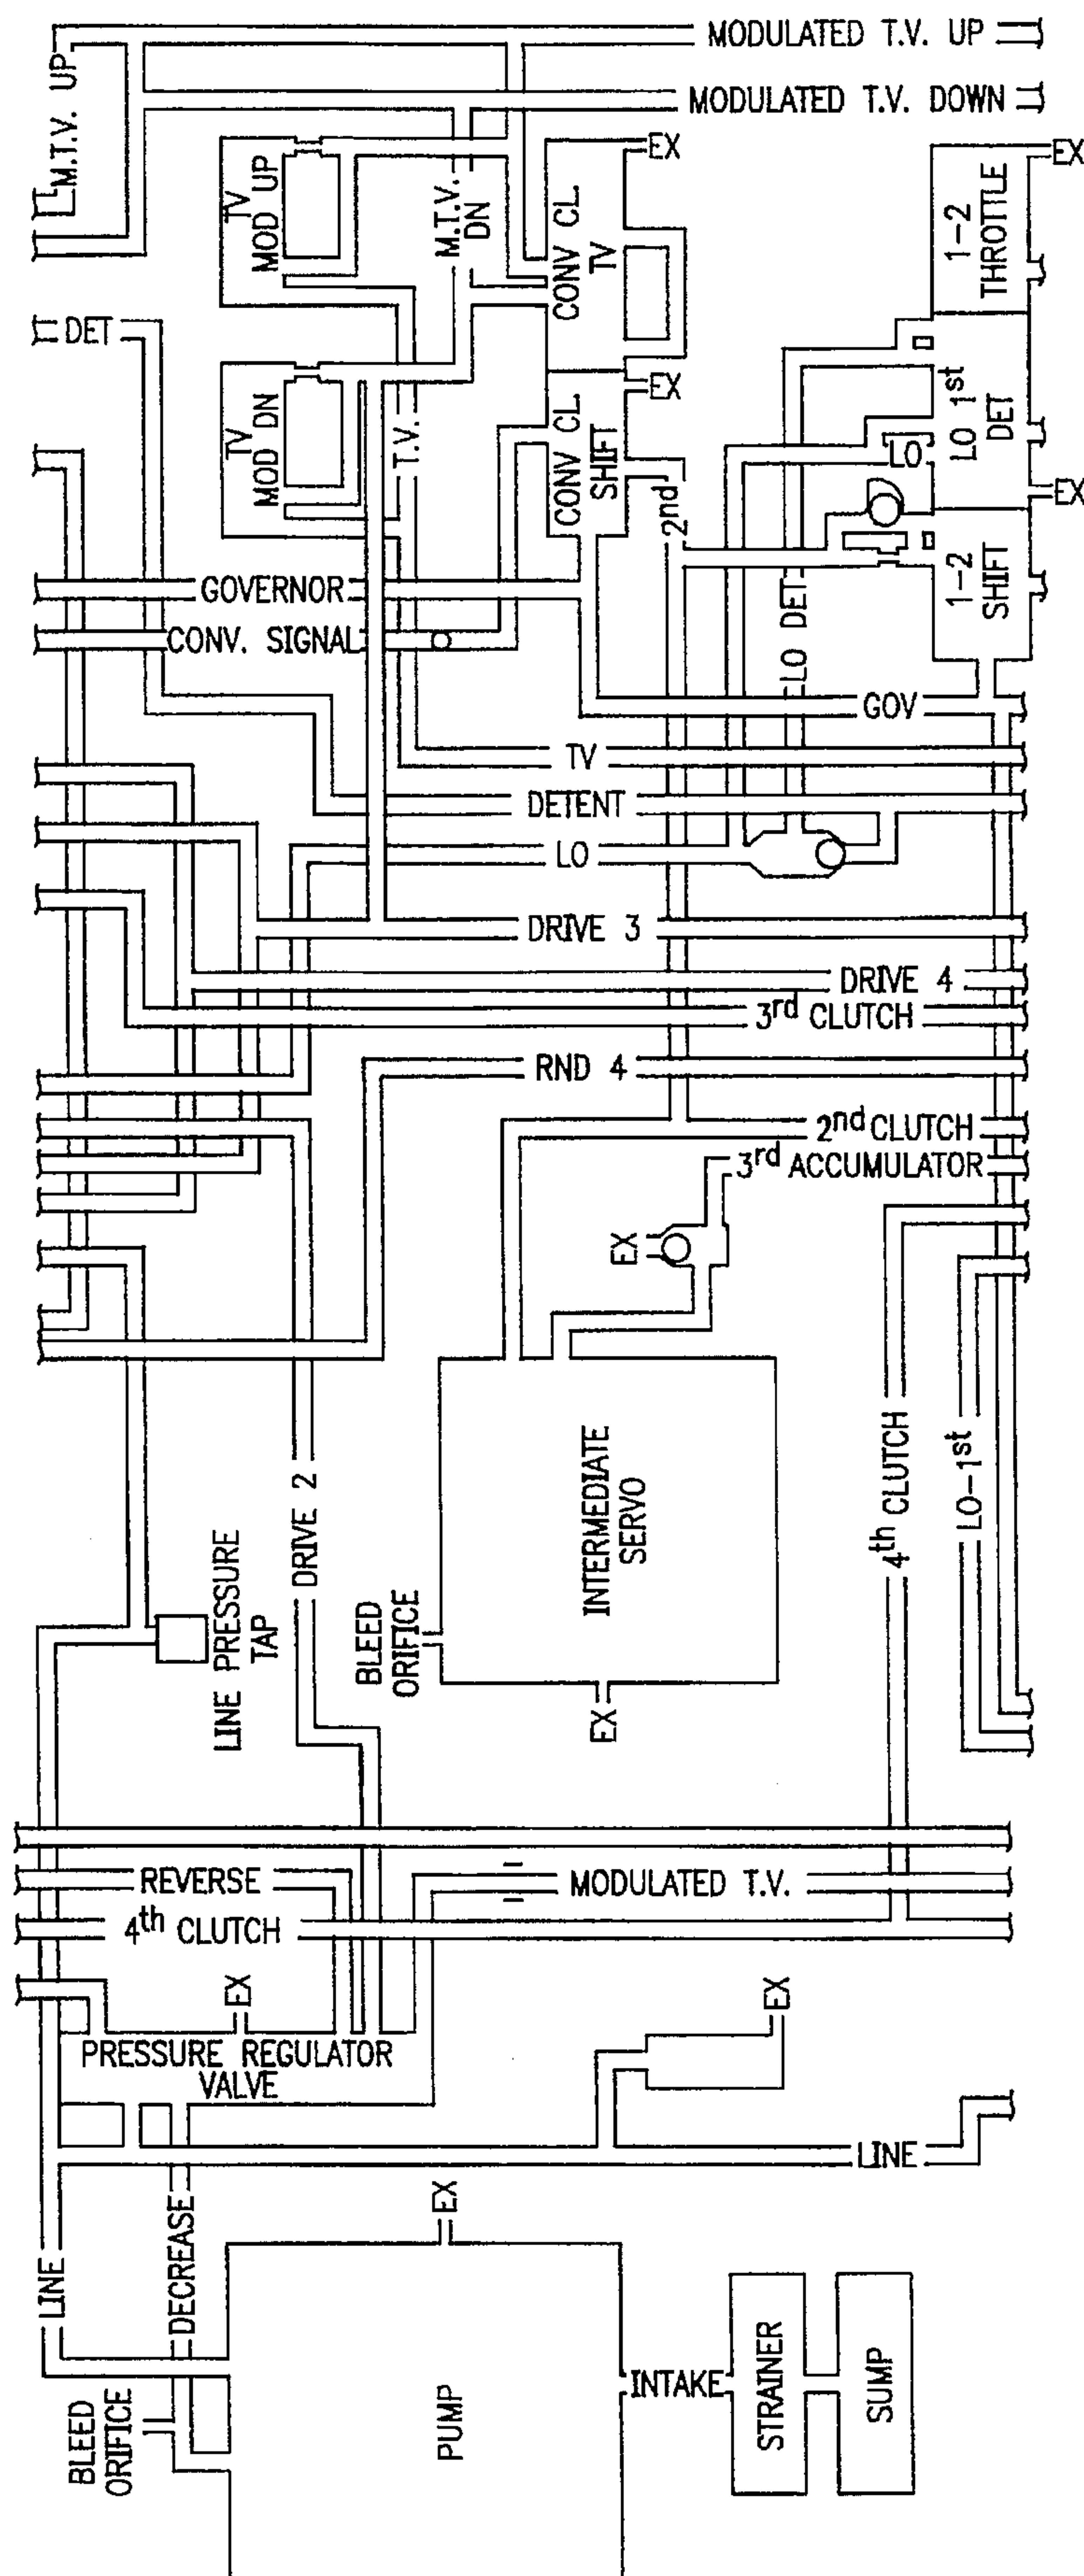 MODULATED T.V. UP
M.T.V. UP
MODULATED T.V. DOWN
EX
EX
TV
MOD UP
M.T.V.
DN
CONV CL
TV
1-2
THROTTLE
DET
TV
MOD DN
T.V.
CONV CL
SHIFT
EX
LO 1st
DET
LO
EX
2nd
1-2
SHIFT
GOVERNOR
LO DET
CONV. SIGNAL
GOV
TV
DETENT
LO
DRIVE 3
DRIVE 4
3rd CLUTCH
RND 4
2nd CLUTCH
3rd ACCUMULATOR
EX
DRIVE 2
INTERMEDIATE
SERVO
4th CLUTCH
LO-1st
LINE PRESSURE
TAP
BLEED
ORIFICE
EX
REVERSE
MODULATED T.V.
4th CLUTCH
EX
EX
PRESSURE REGULATOR
VALVE
LINE
EX
LINE
DECREASE
BLEED
ORIFICE
PUMP
INTAKE
STRAINER
SUMP